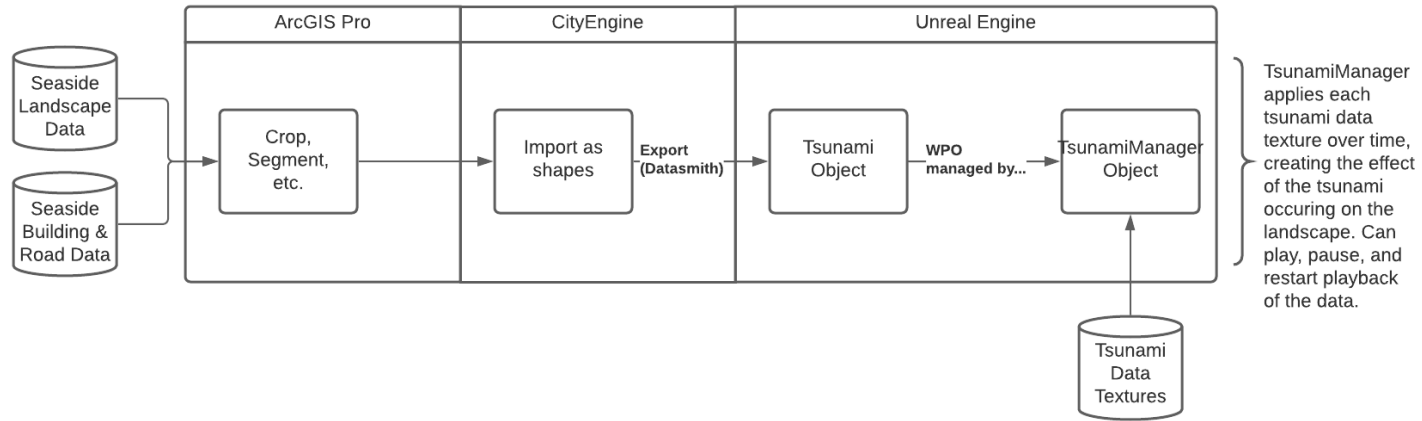 ArcGIS Pro
CityEngine
Unreal Engine
Seaside
Landscape
Data
Seaside
Building &
Road Data
Crop,
Segment,
etc.
Import as
shapes
Export
(Datasmith)
Tsunami
Object
WPO
managed by...
TsunamiManager
Object
Tsunami
Data
Textures
TsunamiManager
applies each
tsunami data
texture over time,
creating the effect
of the tsunami
occuring on the
landscape. Can
play, pause, and
restart playback
of the data.